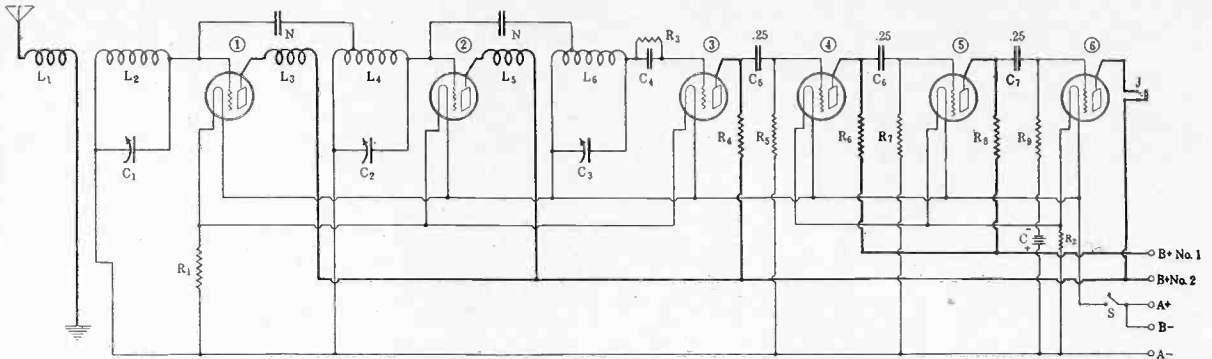 N
①
L₁
L₂
L₃
C₁
R₁
N
②
L₄
L₅
C₂
L₆
C₃
R₃
C₄
③
.25
C₅
R₄
R₅
④
.25
C₆
R₆
R₇
⑤
.25
C₇
R₈
R₉
⑥
J
- C +
R₂
B+ No. 1
B+ No. 2
S
A+
B-
A-